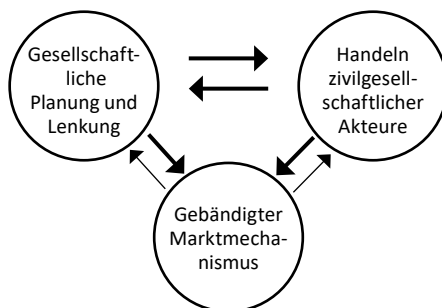 Gesellschaft-
liche
Planung und
Lenkung
Handeln
zivilgesell-
schaftlicher
Akteure
Gebändigter
Marktmecha-
nismus